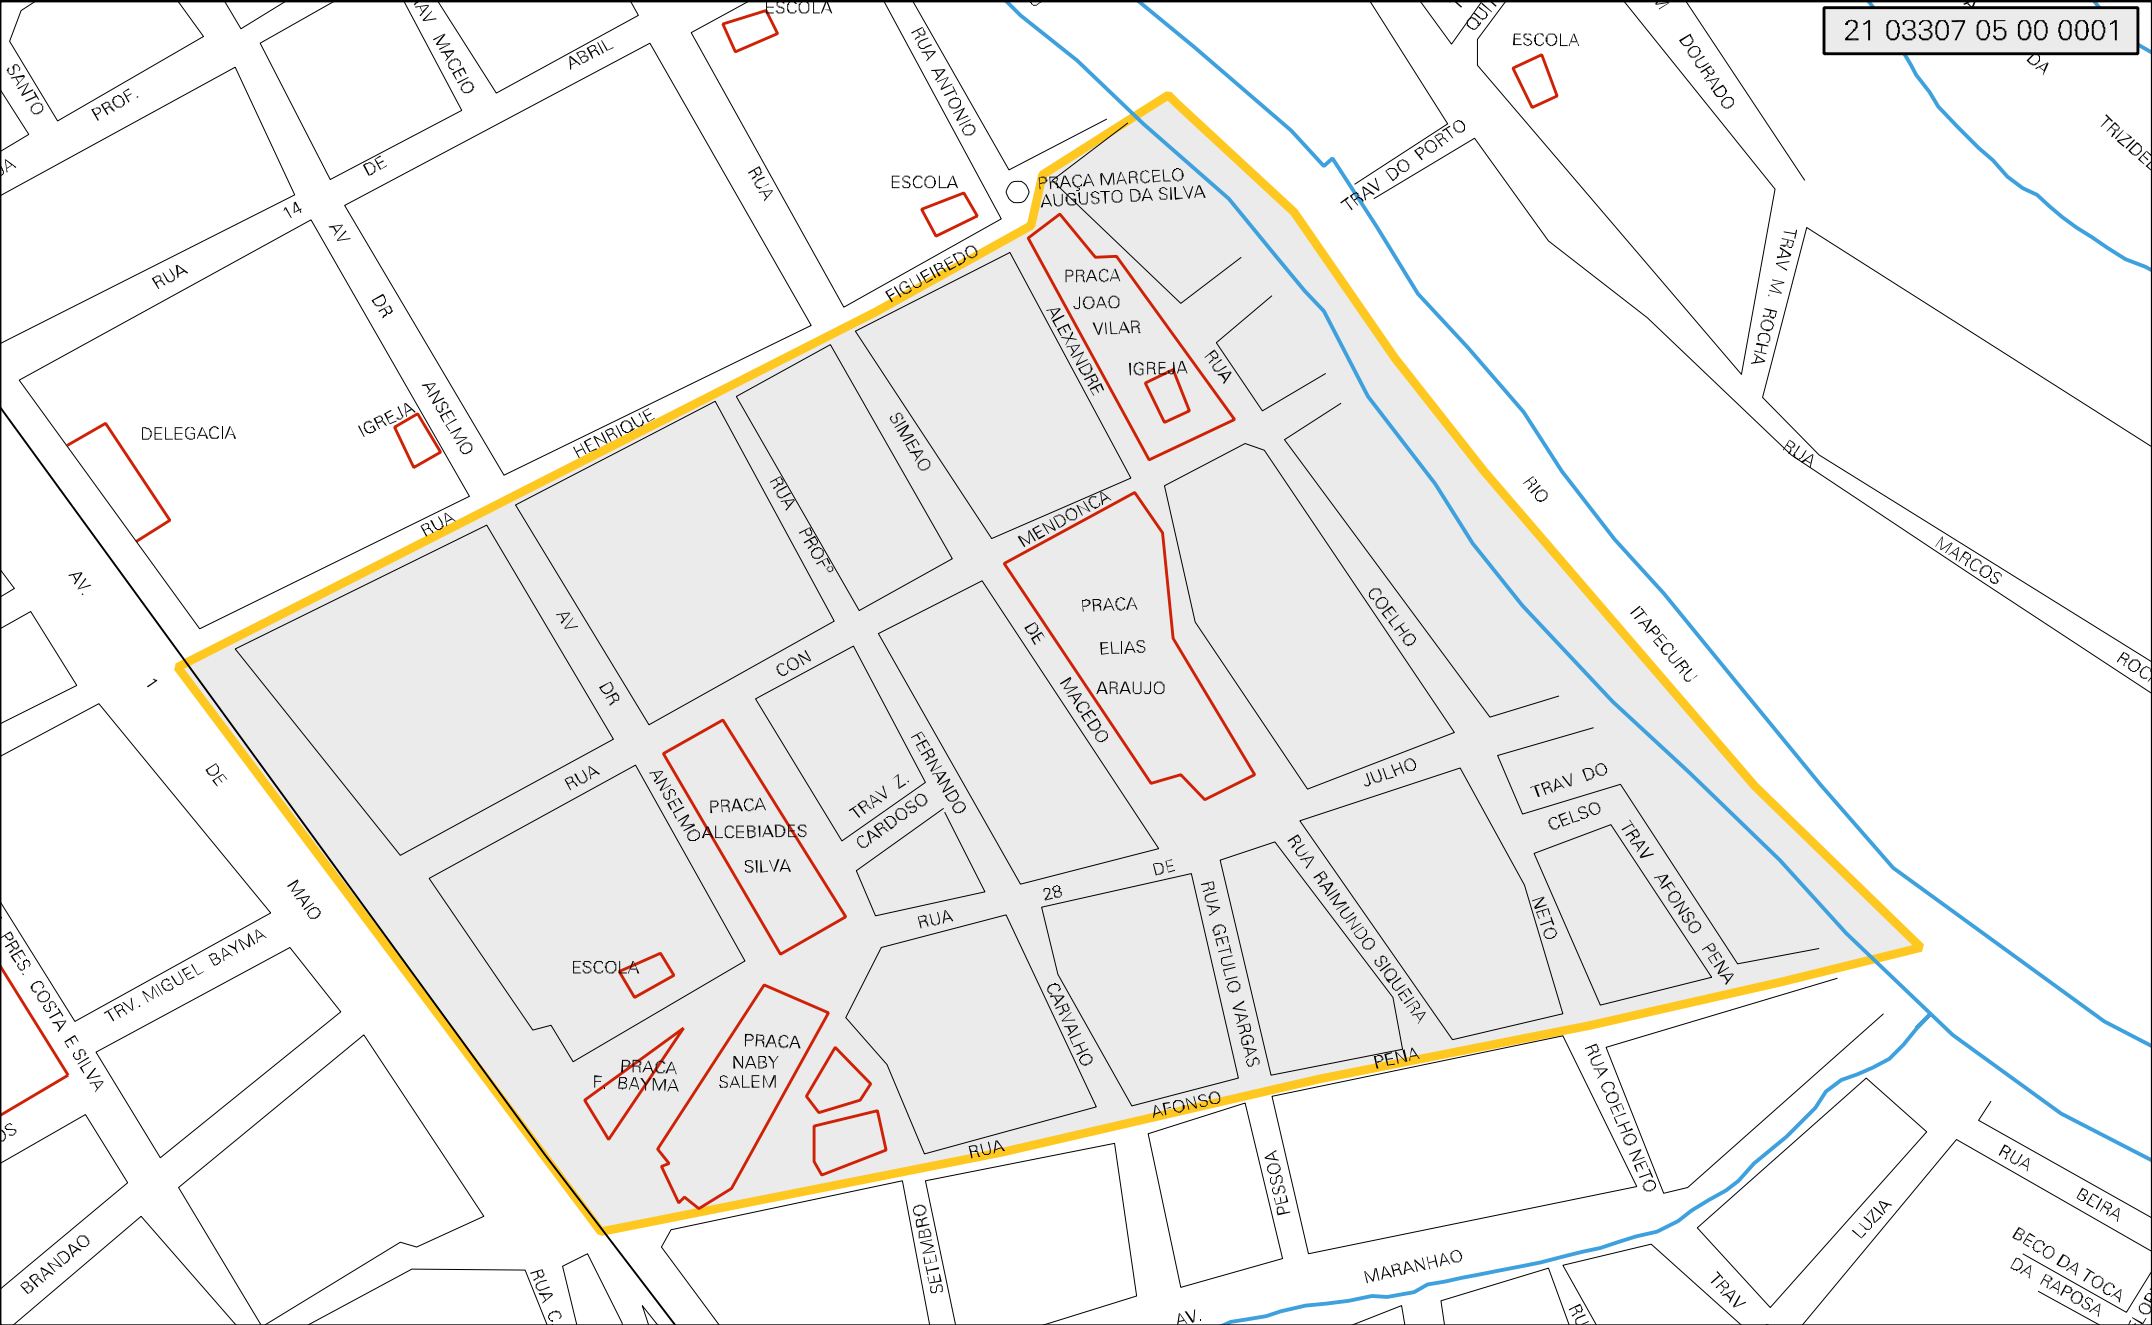 21 03307 05 00 0001
ESCOLA
ESCOLA
SANTO
PROF.
AV MACEIO
ABRIL
RUA ANTONIO
DOURADO
DA
TRIZIDEL
DE
14
RUA
RUA
ESCOLA
PRAÇA MARCELO
AUGUSTO DA SILVA
TRAV DO PORTO
TRAV M. ROCHA
AV
DR
ANSELMO
FIGUEIREDO
PRACA
JOAO
VILAR
IGREJA
ALEXANDRE
RUA
DELEGACIA
IGREJA
HENRIQUE
RUA
SIMEAO
RUA
PROFº
MENDONCA
RIO
ITAPECURU
RUA
MARCOS
AV.
1
DE
MAIO
AV
DR
ANSELMO
CON
RUA
DE
MACEDO
PRACA
ELIAS
ARAUJO
COELHO
FERNANDO
TRAV Z.
CARDOSO
PRACA
ALCEBIADES
SILVA
JULHO
TRAV DO
CELSO
TRAV AFONSO PENA
RUA
28
DE
RUA GETULIO VARGAS
RUA RAIMUNDO SIQUEIRA
NETO
PRES. COSTA E SILVA
TRV. MIGUEL BAYMA
ESCOLA
CARVALHO
PRACA
F. BAYMA
PRACA
NABY
SALEM
RUA
AFONSO
PENA
RUA COELHO NETO
PESSOA
SETEMBRO
BRANDAO
RUA C.
AV.
MARANHAO
TRAV
LUZIA
RUA
BEIRA
BECO DA TOCA
DA RAPOSA